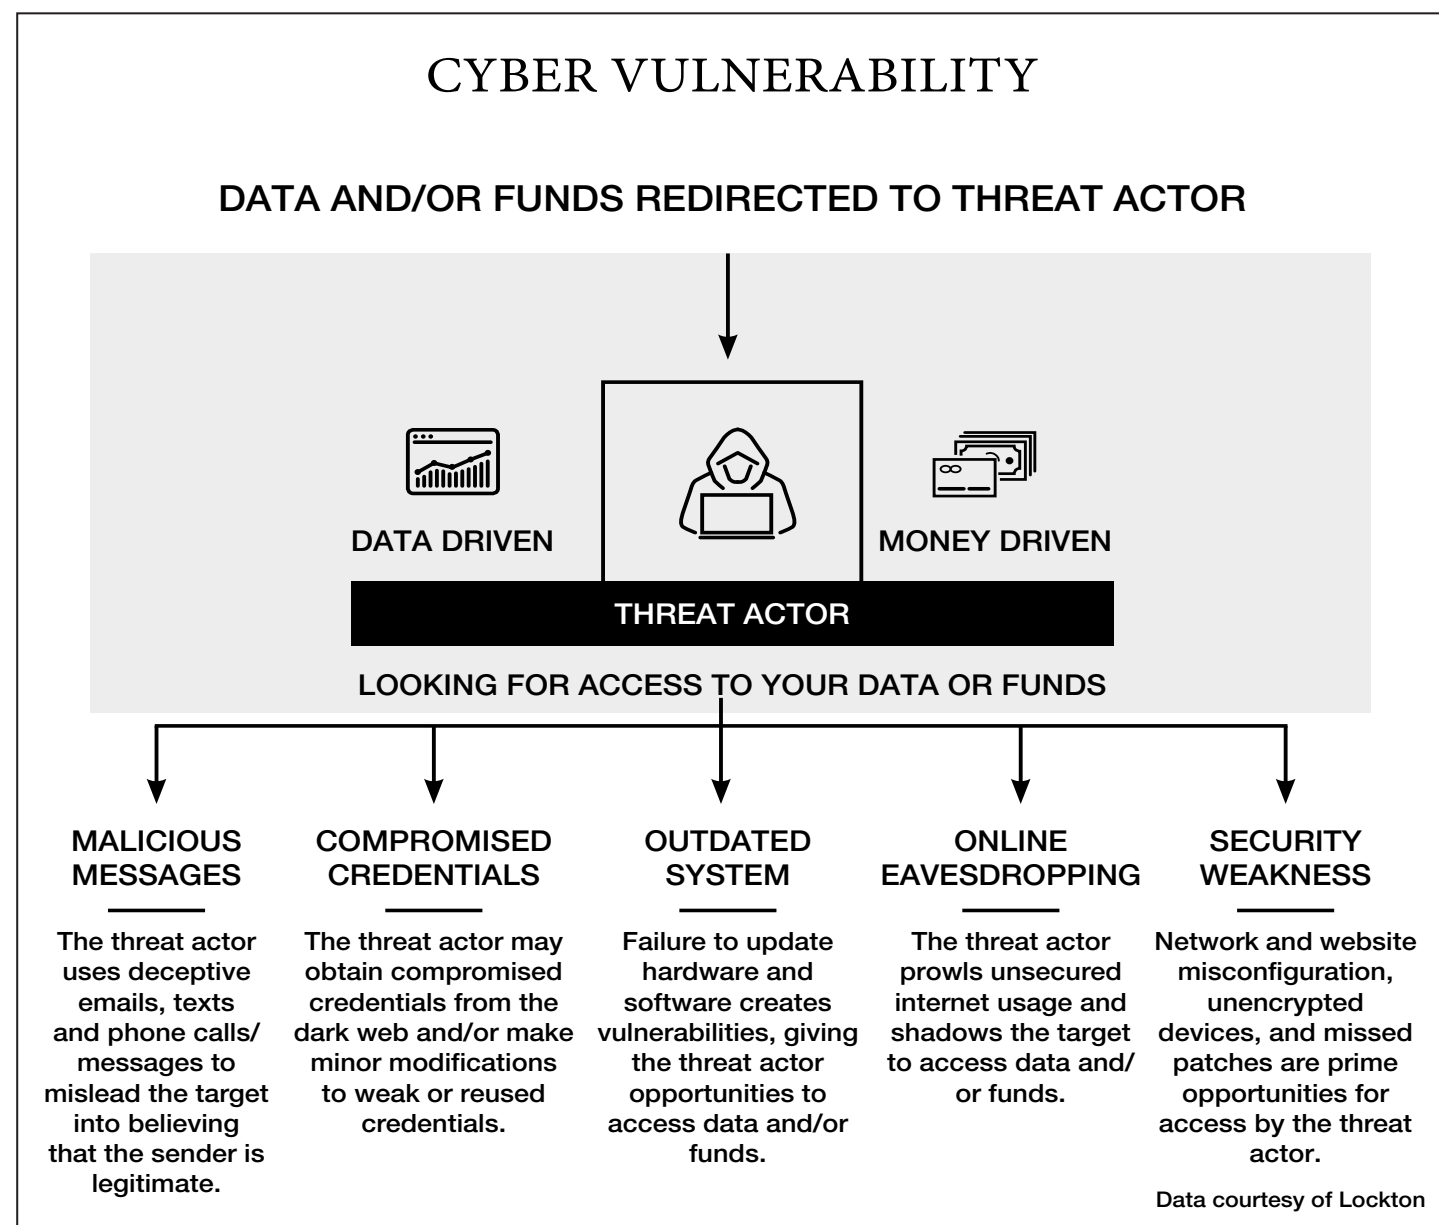 CYBER VULNERABILITY
DATA AND/OR FUNDS REDIRECTED TO THREAT ACTOR
DATA DRIVEN
MONEY DRIVEN
THREAT ACTOR
LOOKING FOR ACCESS TO YOUR DATA OR FUNDS
MALICIOUS
MESSAGES
The threat actor
uses deceptive
emails, texts
and phone calls/
messages to
mislead the target
into believing
that the sender is
legitimate.
COMPROMISED
CREDENTIALS
The threat actor may
obtain compromised
credentials from the
dark web and/or make
minor modifications
to weak or reused
credentials.
OUTDATED
SYSTEM
Failure to update
hardware and
software creates
vulnerabilities, giving
the threat actor
opportunities to
access data and/or
funds.
ONLINE
EAVESDROPPING
The threat actor
prowls unsecured
internet usage and
shadows the target
to access data and/
or funds.
SECURITY
WEAKNESS
Network and website
misconfiguration,
unencrypted
devices, and missed
patches are prime
opportunities for
access by the threat
actor.
Data courtesy of Lockton